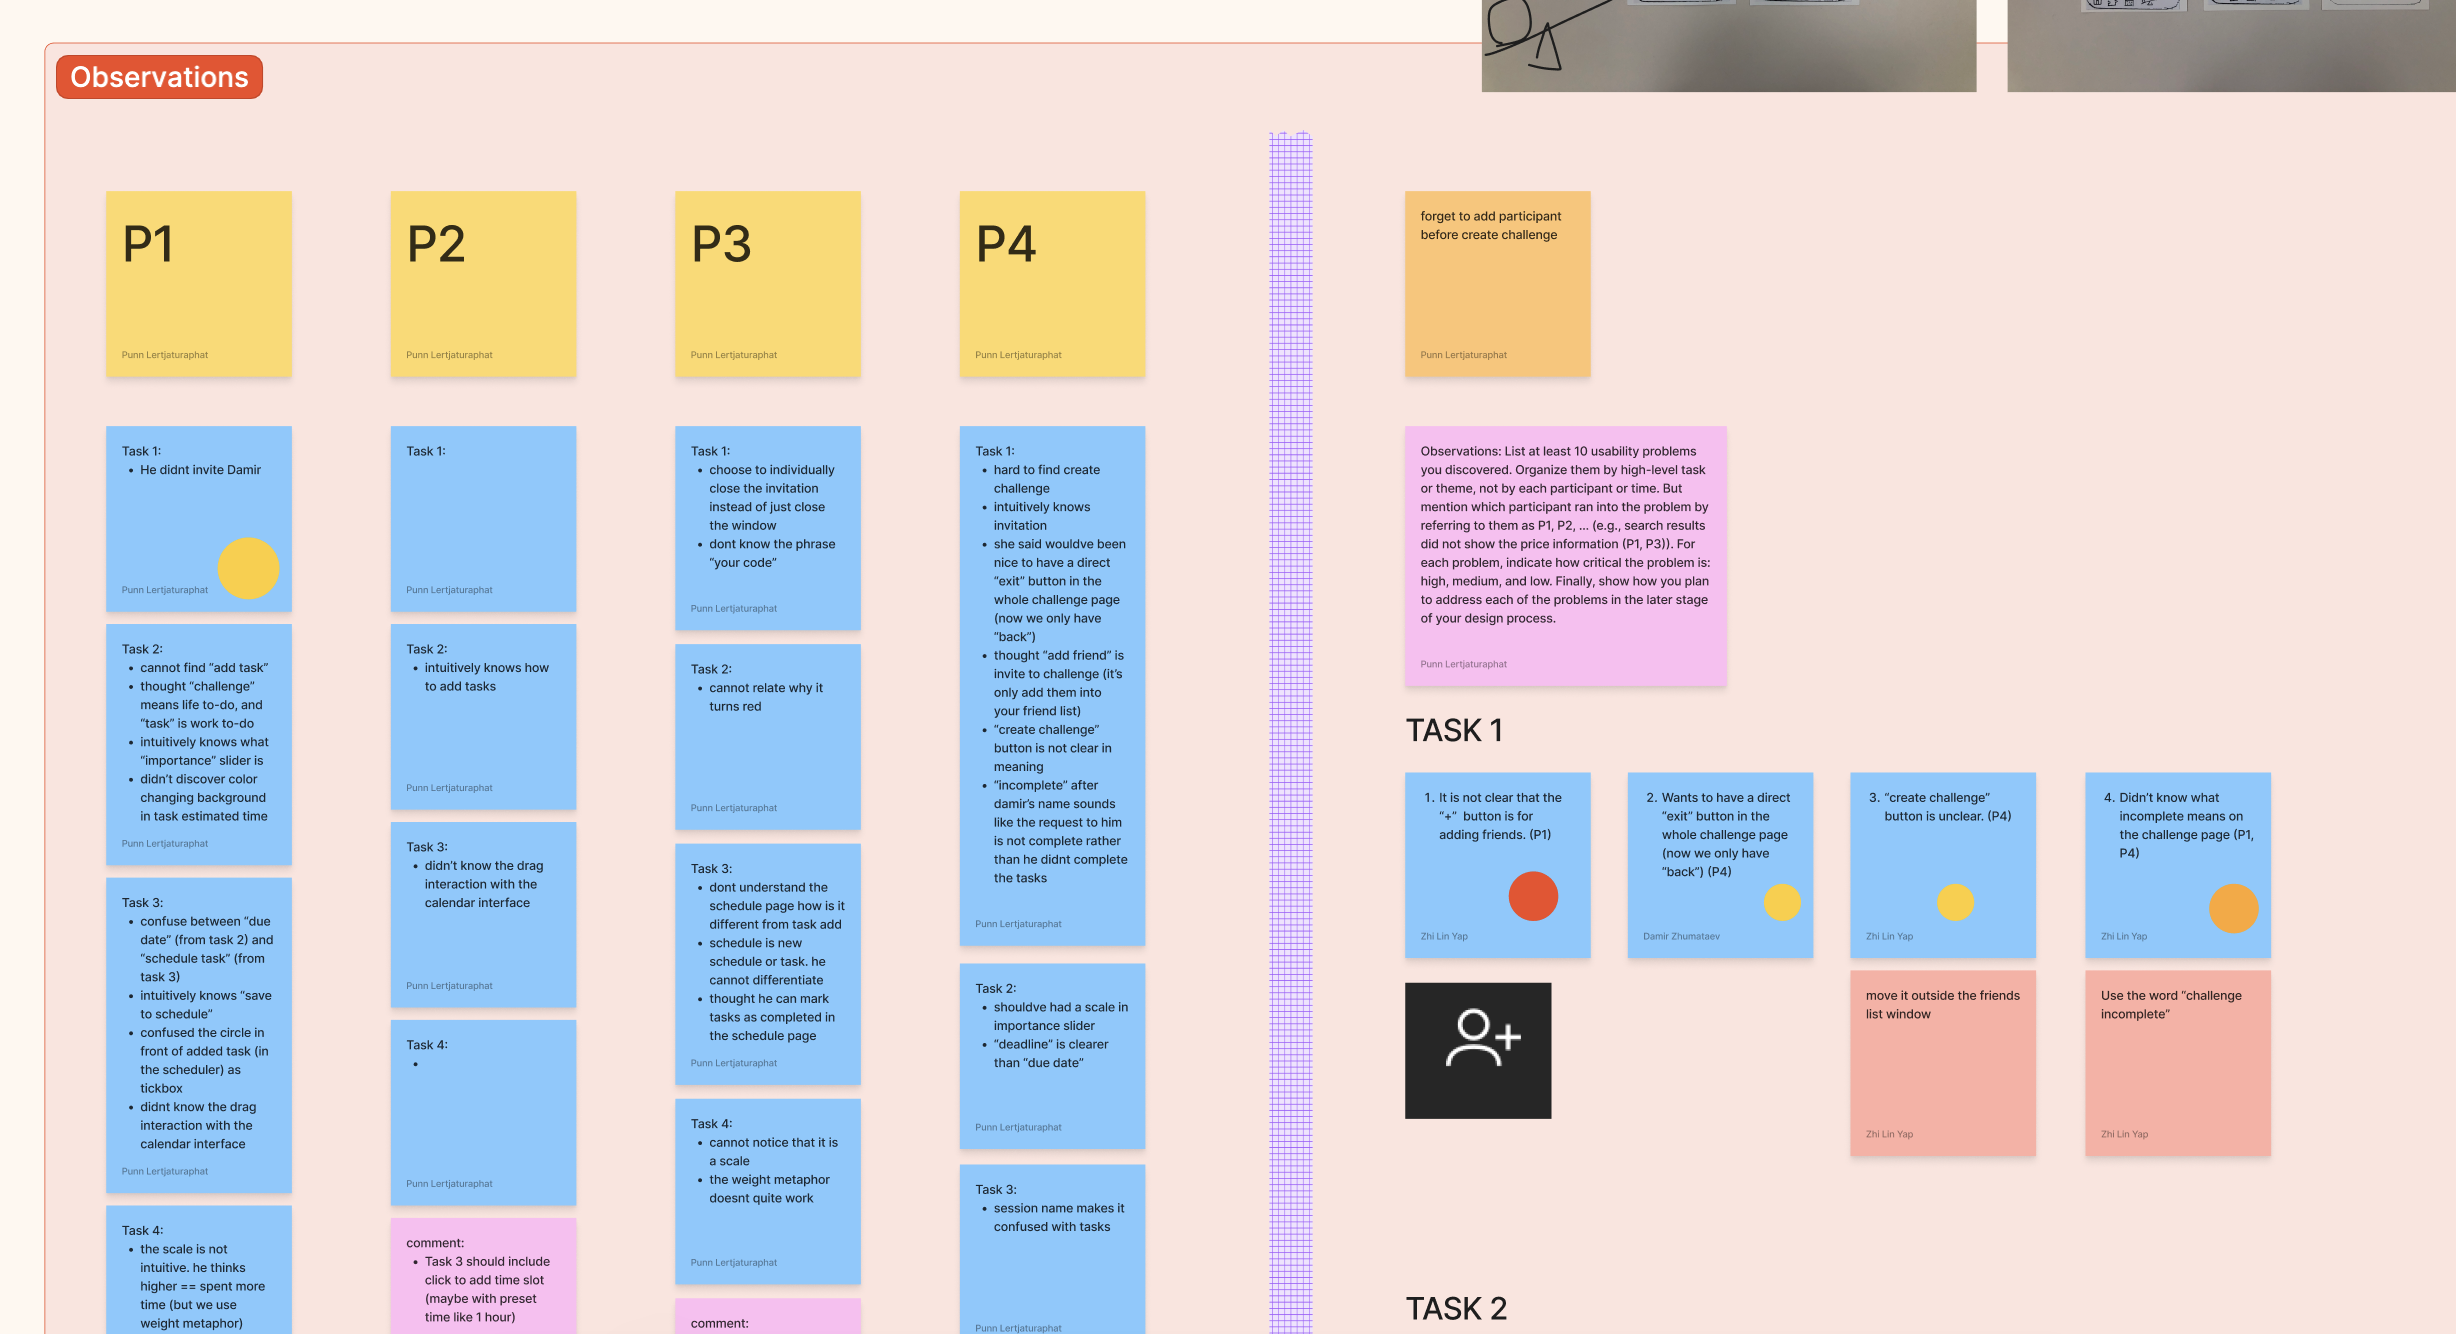 Observations
P1
Punn Lertjaturaphat
P2
Punn Lertjaturaphat
P3
Punn Lertjaturaphat
P4
Punn Lertjaturaphat
Task 1:
• He didnt invite Damir
Punn Lertjaturaphat
Task 2:
• cannot find “add task”
• thought “challenge”
means life to-do, and
“task” is work to-do
• intuitively knows what
“importance” slider is
• didn’t discover color
changing background
in task estimated time
Punn Lertjaturaphat
Task 3:
• confuse between “due
date” (from task 2) and
“schedule task” (from
task 3)
• intuitively knows “save
to schedule”
• confused the circle in
front of added task (in
the scheduler) as
tickbox
• didnt know the drag
interaction with the
calendar interface
Punn Lertjaturaphat
Task 4:
• the scale is not
intuitive. he thinks
higher == spent more
time (but we use
weight metaphor)
Task 1:
Punn Lertjaturaphat
Task 2:
• intuitively knows how
to add tasks
Punn Lertjaturaphat
Task 3:
• didn’t know the drag
interaction with the
calendar interface
Punn Lertjaturaphat
Task 4:
•
Punn Lertjaturaphat
comment:
• Task 3 should include
click to add time slot
(maybe with preset
time like 1 hour)
Task 1:
• choose to individually
close the invitation
instead of just close
the window
• dont know the phrase
“your code”
Punn Lertjaturaphat
Task 2:
• cannot relate why it
turns red
Punn Lertjaturaphat
Task 3:
• dont understand the
schedule page how is it
different from task add
• schedule is new
schedule or task. he
cannot differentiate
• thought he can mark
tasks as completed in
the schedule page
Punn Lertjaturaphat
Task 4:
• cannot notice that it is
a scale
• the weight metaphor
doesnt quite work
Punn Lertjaturaphat
comment:
Task 1:
• hard to find create
challenge
• intuitively knows
invitation
• she said wouldve been
nice to have a direct
“exit” button in the
whole challenge page
(now we only have
“back”)
• thought “add friend” is
invite to challenge (it’s
only add them into
your friend list)
• “create challenge”
button is not clear in
meaning
• “incomplete” after
damir’s name sounds
like the request to him
is not complete rather
than he didnt complete
the tasks
Punn Lertjaturaphat
Task 2:
• shouldve had a scale in
importance slider
• “deadline” is clearer
than “due date”
Punn Lertjaturaphat
Task 3:
• session name makes it
confused with tasks
Punn Lertjaturaphat
forget to add participant
before create challenge
Punn Lertjaturaphat
Observations: List at least 10 usability problems
you discovered. Organize them by high-level task
or theme, not by each participant or time. But
mention which participant ran into the problem by
referring to them as P1, P2, ... (e.g., search results
did not show the price information (P1, P3)). For
each problem, indicate how critical the problem is:
high, medium, and low. Finally, show how you plan
to address each of the problems in the later stage
of your design process.
Punn Lertjaturaphat
TASK 1
1. It is not clear that the
“+” button is for
adding friends. (P1)
Zhi Lin Yap
2. Wants to have a direct
“exit” button in the
whole challenge page
(now we only have
“back”) (P4)
Damir Zhumataev
3. “create challenge”
button is unclear. (P4)
Zhi Lin Yap
4. Didn’t know what
incomplete means on
the challenge page (P1,
P4)
Zhi Lin Yap
move it outside the friends
list window
Zhi Lin Yap
Use the word “challenge
incomplete”
Zhi Lin Yap
TASK 2